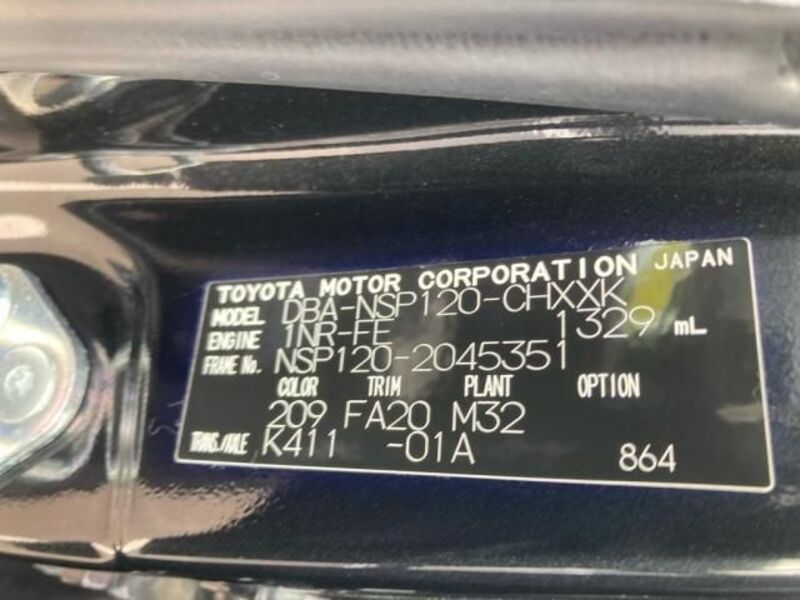 TOYOTA MOTOR CORPORATION JAPAN
MODEL DBA-NSP120-CHXXK
ENGINE 1NR-FE 1329 mL
FRAME No. NSP120-2045351
COLOR TRIM PLANT OPTION
209 FA20 M32
TRANS./AXLE K411 -01A 864